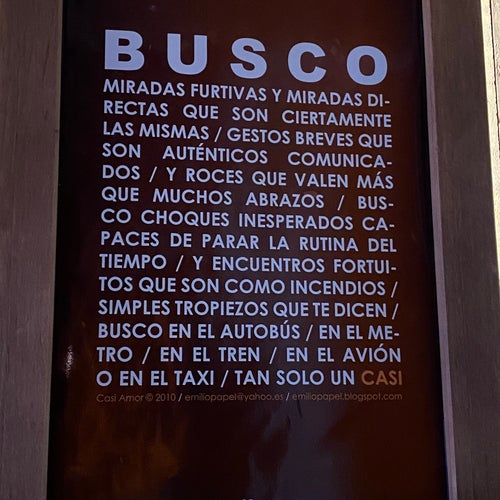 BUSCO
MIRADAS FURTIVAS Y MIRADAS DI-
RECTAS QUE SON CIERTAMENTE
LAS MISMAS / GESTOS BREVES QUE
SON AUTÉNTICOS COMUNICA-
DOS / Y ROCES QUE VALEN MÁS
QUE MUCHOS ABRAZOS / BUS-
CO CHOQUES INESPERADOS CA-
PACES DE PARAR LA RUTINA DEL
TIEMPO / Y ENCUENTROS FORTUI-
TOS QUE SON COMO INCENDIOS /
SIMPLES TROPIEZOS QUE TE DICEN /
BUSCO EN EL AUTOBÚS / EN EL ME-
TRO / EN EL TREN / EN EL AVIÓN
O EN EL TAXI / TAN SOLO UN CASI
Casi Amor © 2010 / emiliopapel@yahoo.es / emiliopapel.blogspot.com